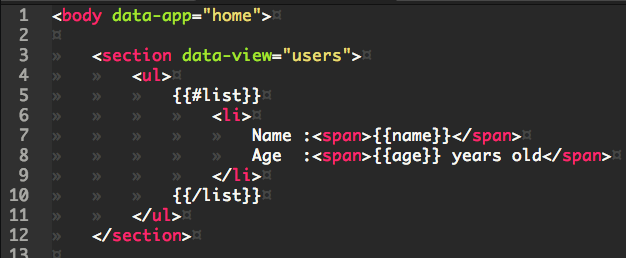 1 <body data-app="home">¤
2 ¤
3 » <section data-view="users">¤
4 » » <ul>¤
5 » » » {{#list}}¤
6 » » » » <li>¤
7 » » » » » Name :<span>{{name}}</span>¤
8 » » » » » Age  :<span>{{age}} years old</span>¤
9 » » » » </li>¤
10 » » » {{/list}}¤
11 » » </ul>¤
12 » </section>¤
13 ¤